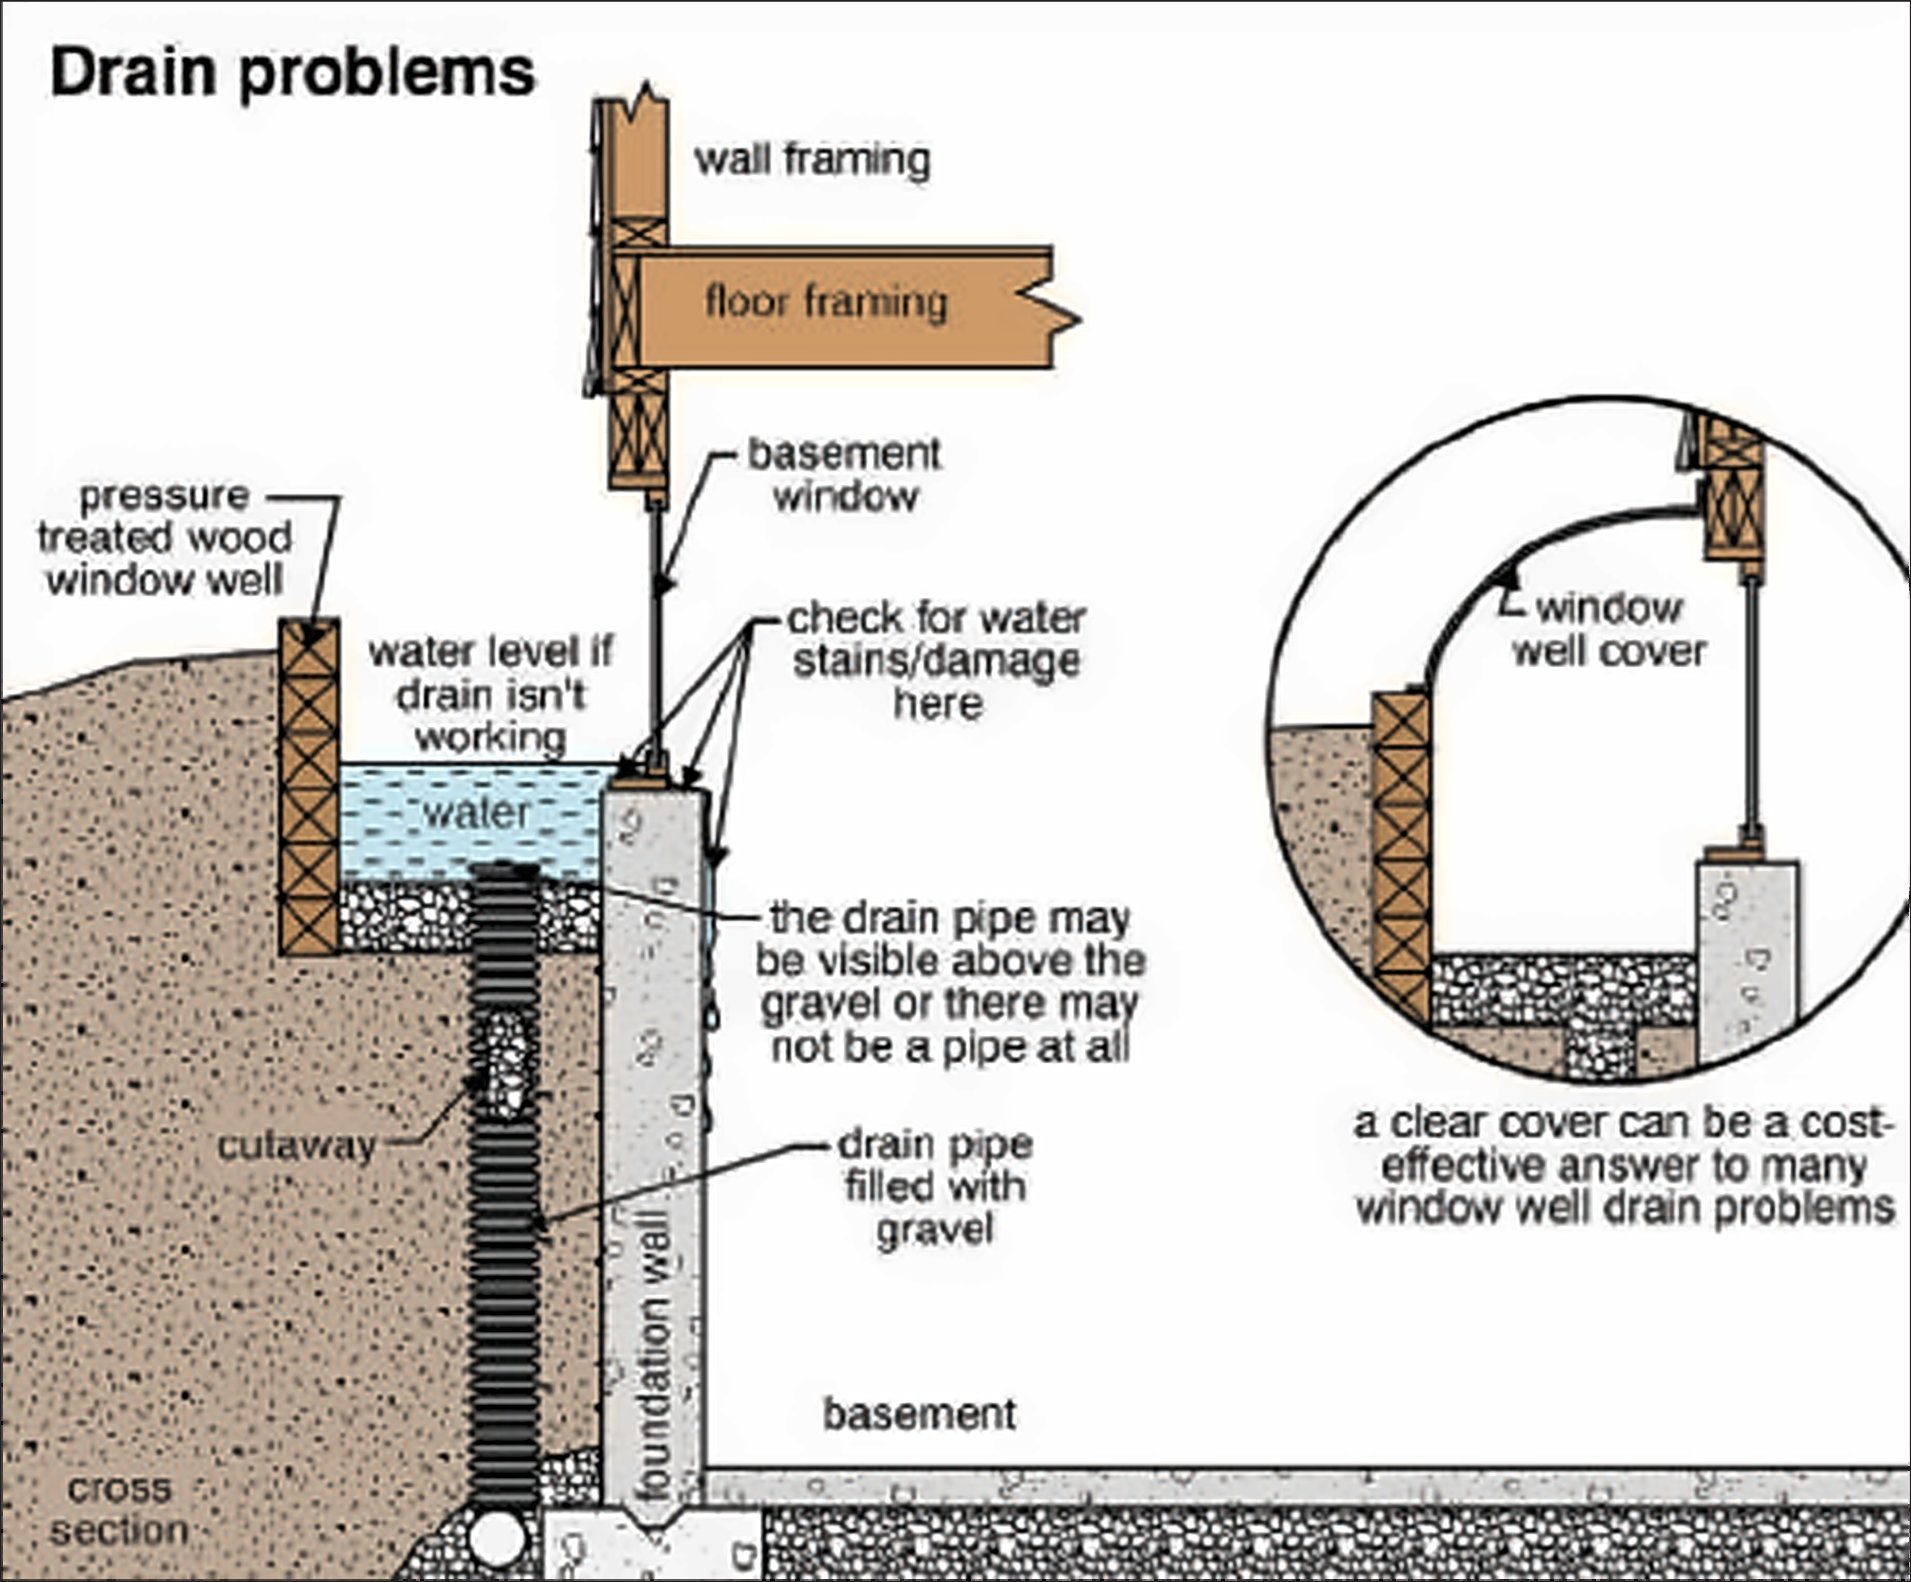 Drain problems
wall framing
floor framing
basement
window
pressure
treated wood
window well
water level if
drain isn't
working
check for water
stains/damage
here
window
well cover
water
the drain pipe may
be visible above the
gravel or there may
not be a pipe at all
cutaway
drain pipe
filled with
gravel
a clear cover can be a cost-
effective answer to many
window well drain problems
foundation wall
basement
cross
section